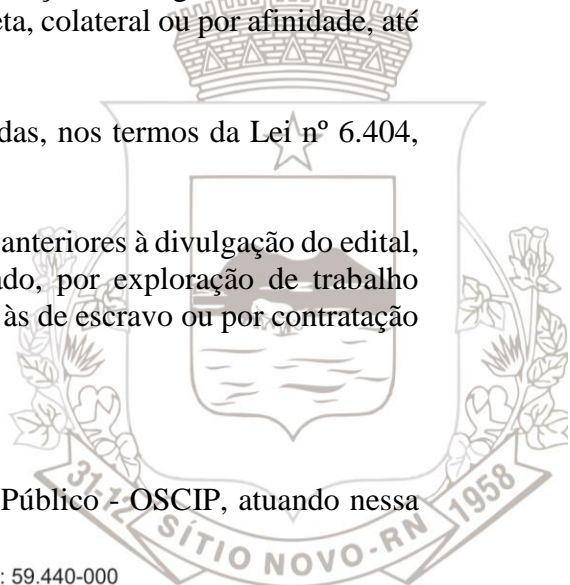 eta, colateral ou por afinidade, até
das, nos termos da Lei nº 6.404,
anteriores à divulgação do edital,
ado, por exploração de trabalho
às de escravo ou por contratação
Público - OSCIP, atuando nessa
31.12 SÍTIO NOVO-RN 1958
: 59.440-000